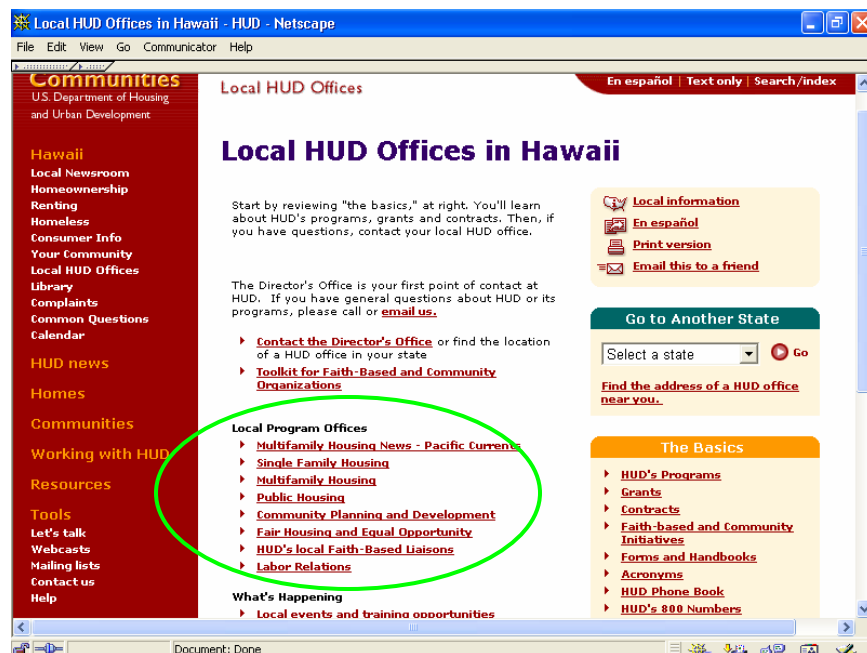 Local HUD Offices in Hawaii - HUD - Netscape
File Edit View Go Communicator Help
Communities
U.S. Department of Housing
and Urban Development
Hawaii
Local Newsroom
Homeownership
Renting
Homeless
Consumer Info
Your Community
Local HUD Offices
Library
Complaints
Common Questions
Calendar
HUD news
Homes
Communities
Working with HUD
Resources
Tools
Let's talk
Webcasts
Mailing lists
Contact us
Help
Local HUD Offices
En español | Text only | Search/index
Local HUD Offices in Hawaii
Start by reviewing "the basics," at right. You'll learn
about HUD's programs, grants and contracts. Then, if
you have questions, contact your local HUD office.
The Director's Office is your first point of contact at
HUD. If you have general questions about HUD or its
programs, please call or email us.
Contact the Director's Office or find the location
of a HUD office in your state
Toolkit for Faith-Based and Community
Organizations
Local Program Offices
Multifamily Housing News - Pacific Currents
Single Family Housing
Multifamily Housing
Public Housing
Community Planning and Development
Fair Housing and Equal Opportunity
HUD's local Faith-Based Liaisons
Labor Relations
What's Happening
Local events and training opportunities
Local information
En español
Print version
Email this to a friend
Go to Another State
Select a state Go
Find the address of a HUD office
near you.
The Basics
HUD's Programs
Grants
Contracts
Faith-based and Community
Initiatives
Forms and Handbooks
Acronyms
HUD Phone Book
HUD's 800 Numbers
Document: Done